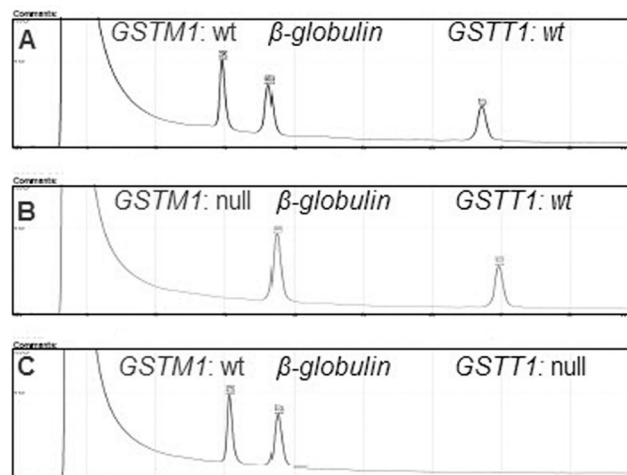 Comments:
A GSTM1: wt β-globulin GSTT1: wt
Comments:
B GSTM1: null β-globulin GSTT1: wt
Comments:
C GSTM1: wt β-globulin GSTT1: null